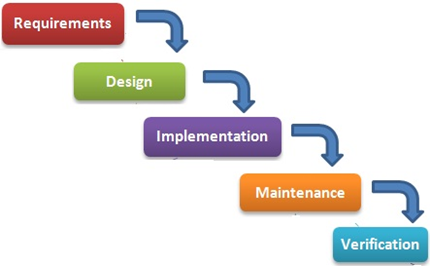 Requirements
Design
Implementation
Maintenance
Verification